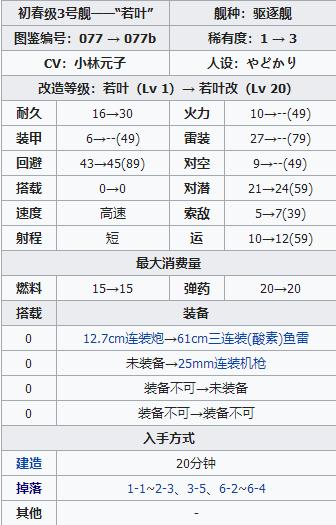 初春级3号舰——“若叶” 舰种：驱逐舰
图鉴编号：077 → 077b 稀有度：1 → 3
CV：小林元子 人设：やどかり
改造等级：若叶（Lv 1）→ 若叶改（Lv 20）
耐久 16→30 火力 10→--(49)
装甲 6→--(49) 雷装 27→--(79)
回避 43→45(89) 对空 9→--(49)
搭载 0→0 对潜 21→24(59)
速度 高速 索敌 5→7(39)
射程 短 运 10→12(59)
最大消费量
燃料 15→15 弹药 20→20
搭载 装备
0 12.7cm连装炮→61cm三连装(酸素)鱼雷
0 未装备→25mm连装机枪
0 装备不可→未装备
0 装备不可→装备不可
入手方式
建造 20分钟
掉落 1-1~2-3、3-5、6-2~6-4
其他 -